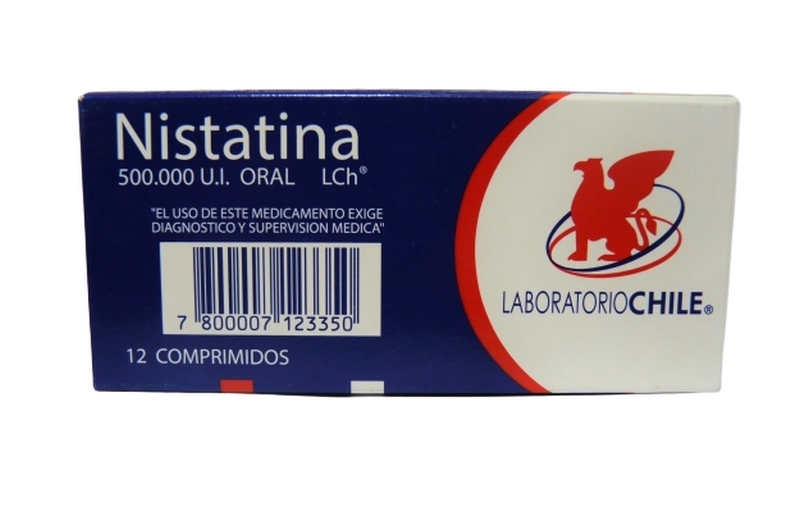 Nistatina
500.000 U.I. ORAL LCh®
"EL USO DE ESTE MEDICAMENTO EXIGE
DIAGNOSTICO Y SUPERVISION MEDICA"
7 800007 123350
12 COMPRIMIDOS
LABORATORIOCHILE®